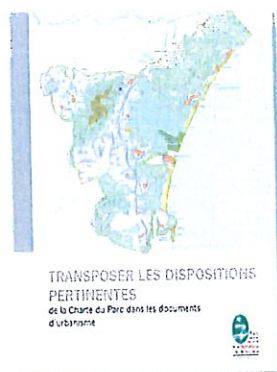 TRANSPOSER LES DISPOSITIONS
PERTINENTES
de la Charte du Parc dans les documents
d'urbanisme